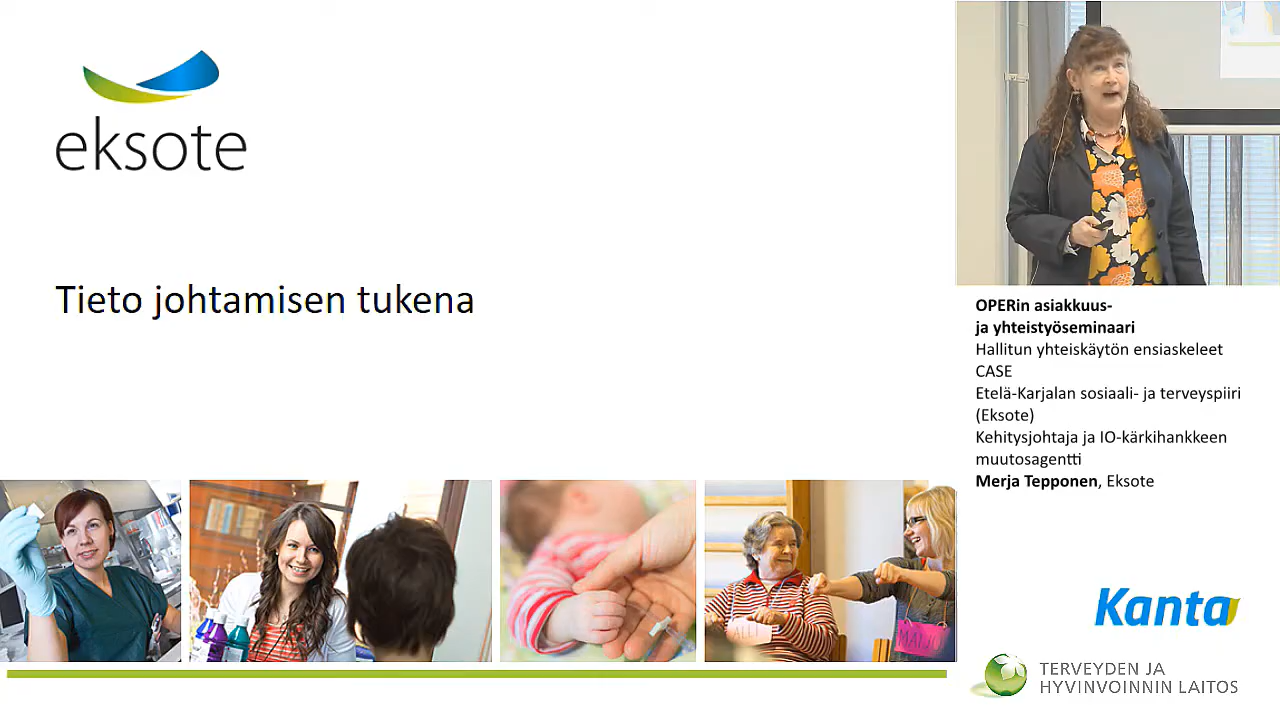 eksote
Tieto johtamisen tukena
OPERin asiakkuus-
ja yhteistyöseminaari
Hallitun yhteiskäytön ensiaskeleet
CASE
Etelä-Karjalan sosiaali- ja terveyspiiri
(Eksote)
Kehitysjohtaja ja IO-kärkihankkeen
muutosagentti
Merja Tepponen, Eksote
Kanta
TERVEYDEN JA
HYVINVOINNIN LAITOS